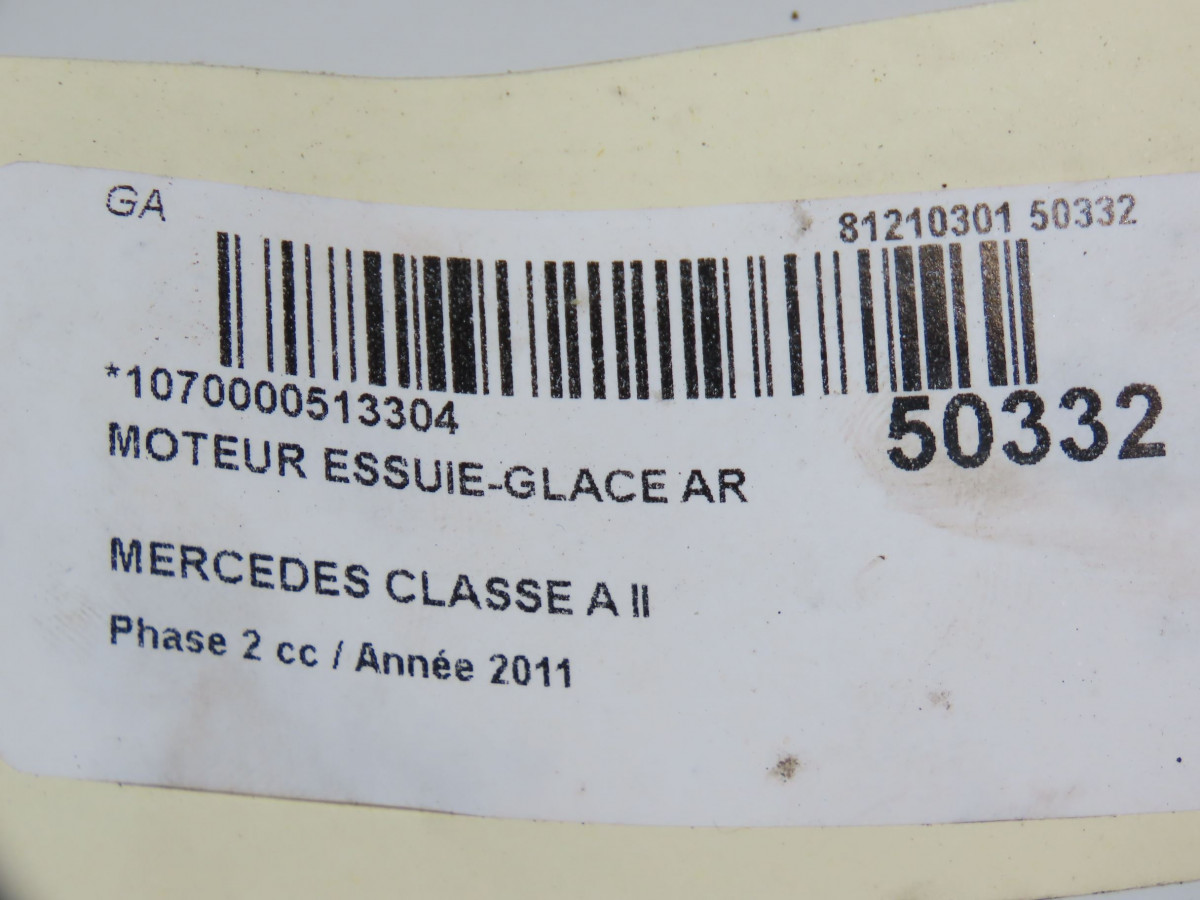 GA
81210301 50332
*1070000513304
50332
MOTEUR ESSUIE-GLACE AR
MERCEDES CLASSE A II
Phase 2 cc / Année 2011